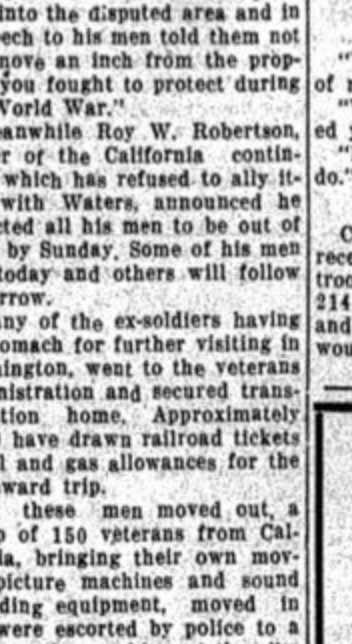 into the disputed area and in
eech to his men told them not
move an inch from the prop-
you fought to protect during
World War."
eanwhile Roy W. Robertson,
er of the California contin-
which has refused to ally it-
with Waters, announced he
cted all his men to be out of
by Sunday. Some of his men
today and others will follow
rrow.
any of the ex-soldiers having
omach for further visiting in
hington, went to the veterans
inistration and secured trans-
tion home. Approximately
have drawn railroad tickets
l and gas allowances for the
ward trip.
these men moved out, a
p of 150 veterans from Cal-
ia, bringing their own mov-
picture machines and sound
ding equipment, moved in
were escorted by police to a
"
of r
"
ed y
"
do."
C
rece
troo
214
and
wou